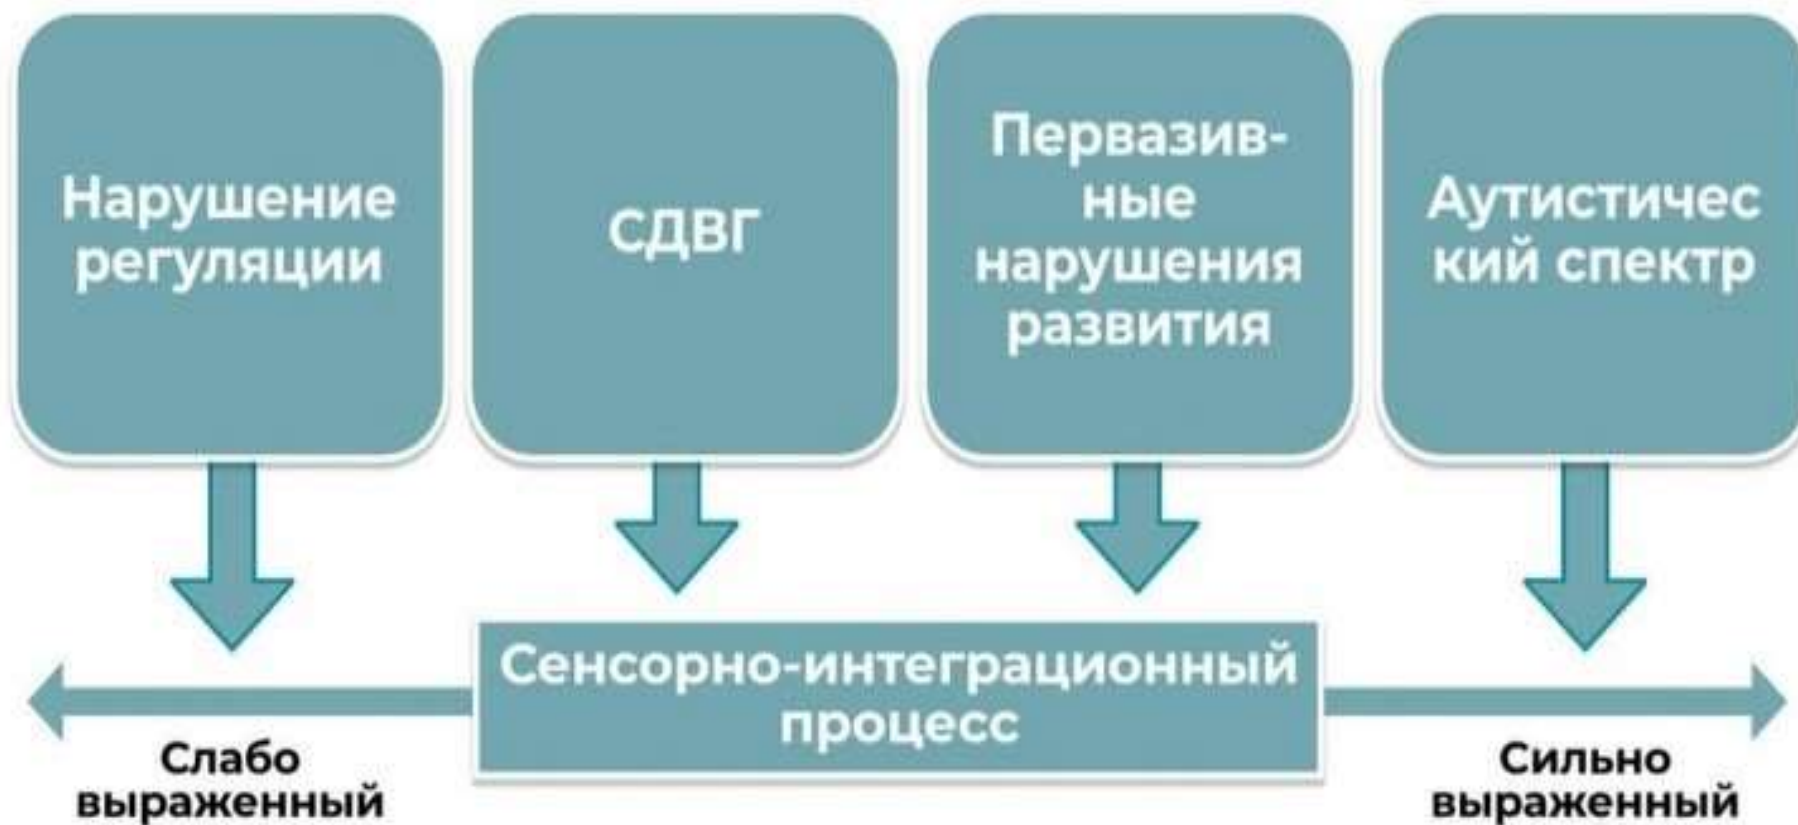 Нарушение
регуляции
СДВГ
Первазив-
ные
нарушения
развития
Аутистичес
кий спектр
Сенсорно-интеграционный
процесс
Слабо
выраженный
Сильно
выраженный